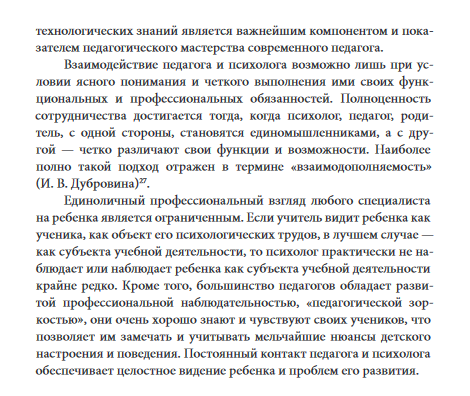 технологических знаний является важнейшим компонентом и пока-
зателем педагогического мастерства современного педагога.
Взаимодействие педагога и психолога возможно лишь при ус-
ловии ясного понимания и четкого выполнения ими своих функ-
циональных и профессиональных обязанностей. Полноценность
сотрудничества достигается тогда, когда психолог, педагог, роди-
тель, с одной стороны, становятся единомышленниками, а с дру-
гой — четко различают свои функции и возможности. Наиболее
полно такой подход отражен в термине «взаимодополняемость»
(И. В. Дубровина)²⁷.
Единоличный профессиональный взгляд любого специалиста
на ребенка является ограниченным. Если учитель видит ребенка как
ученика, как объект его психологических трудов, в лучшем случае —
как субъекта учебной деятельности, то психолог практически не на-
блюдает или наблюдает ребенка как субъекта учебной деятельности
крайне редко. Кроме того, большинство педагогов обладает разви-
той профессиональной наблюдательностью, «педагогической зор-
костью», они очень хорошо знают и чувствуют своих учеников, что
позволяет им замечать и учитывать мельчайшие нюансы детского
настроения и поведения. Постоянный контакт педагога и психолога
обеспечивает целостное видение ребенка и проблем его развития.